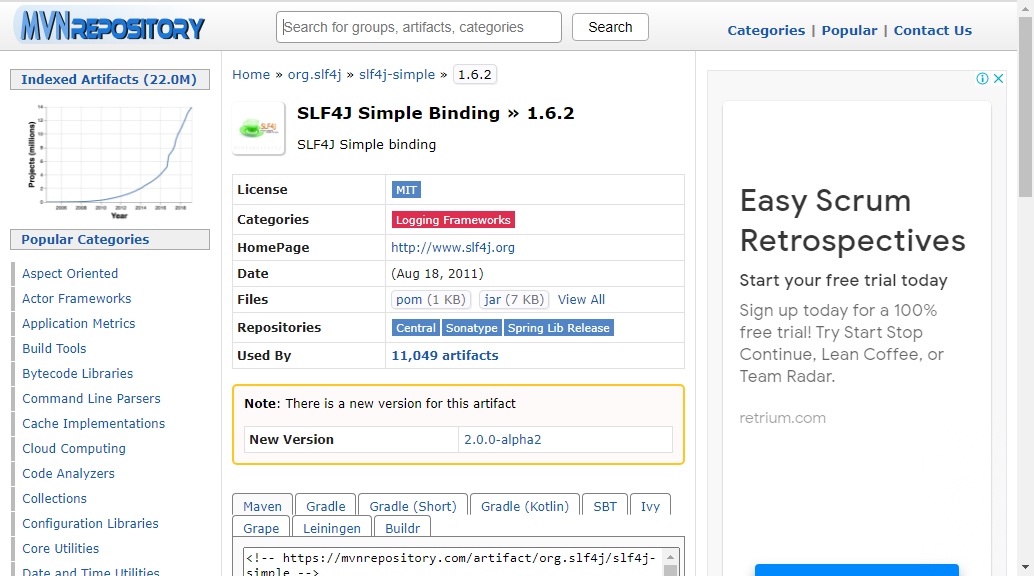 MVNREPOSITORY
Search for groups, artifacts, categories
Search
Categories | Popular | Contact Us
Indexed Artifacts (22.0M)
Projects (millions)
14
12
10
8
6
4
2
0
2006 2008 2010 2012 2014 2016 2018
Year
Popular Categories
Aspect Oriented
Actor Frameworks
Application Metrics
Build Tools
Bytecode Libraries
Command Line Parsers
Cache Implementations
Cloud Computing
Code Analyzers
Collections
Configuration Libraries
Core Utilities
Date and Time Utilities
Home » org.slf4j » slf4j-simple » 1.6.2
SLF4J
SLF4J Simple Binding » 1.6.2
SLF4J Simple binding
License MIT
Categories Logging Frameworks
HomePage http://www.slf4j.org
Date (Aug 18, 2011)
Files pom (1 KB) jar (7 KB) View All
Repositories Central Sonatype Spring Lib Release
Used By 11,049 artifacts
Note: There is a new version for this artifact
New Version 2.0.0-alpha2
Maven Gradle Gradle (Short) Gradle (Kotlin) SBT Ivy
Grape Leiningen Buildr
<!-- https://mvnrepository.com/artifact/org.slf4j/slf4j-
simple -->
Easy Scrum
Retrospectives
Start your free trial today
Sign up today for a 100%
free trial! Try Start Stop
Continue, Lean Coffee, or
Team Radar.
retrium.com